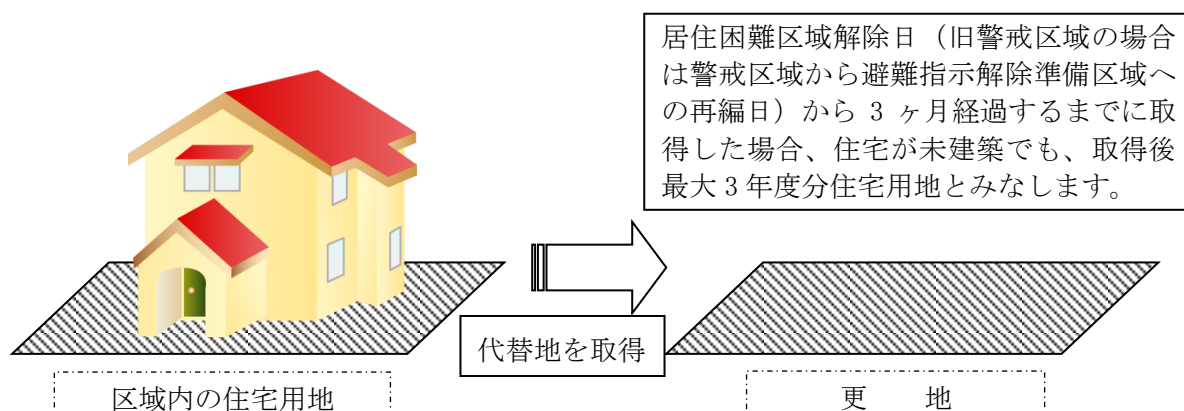 居住困難区域解除日(旧警戒区域の場合
は警戒区域から避難指示解除準備区域へ
の再編日)から 3 ヶ月経過するまでに取
得した場合、住宅が未建築でも、取得後
最大 3 年度分住宅用地とみなします。
代替地を取得
区域内の住宅用地
更 地